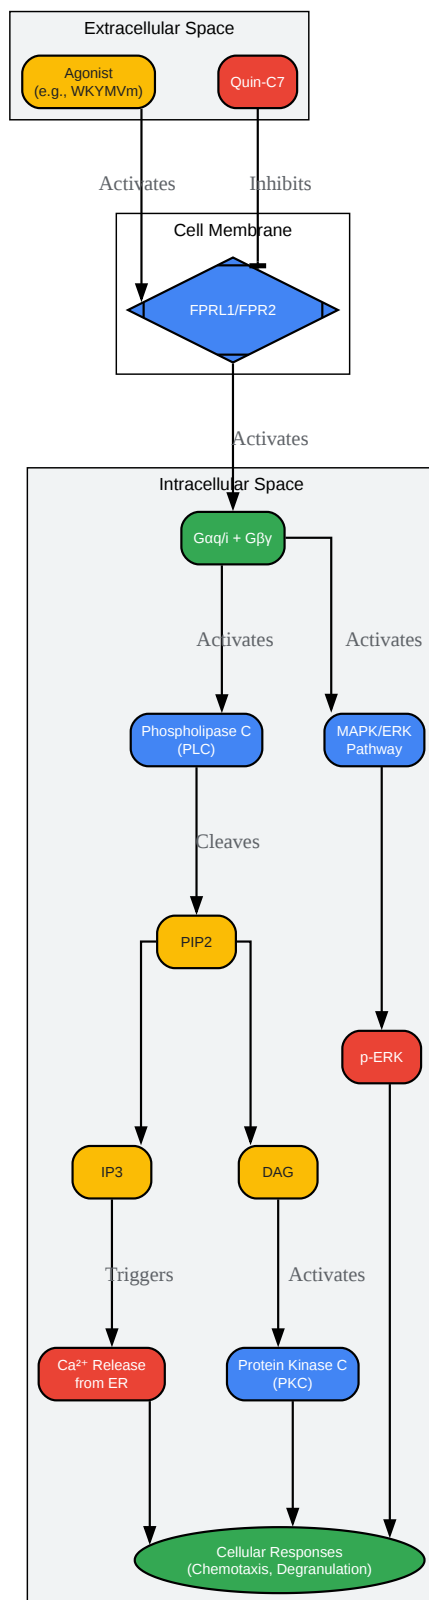 Extracellular Space
Agonist
(e.g., WKYMVm)
Quin-C7
Activates
Inhibits
Cell Membrane
FPRL1/FPR2
Activates
Intracellular Space
Gαq/i + Gβγ
Activates
Activates
Phospholipase C
(PLC)
MAPK/ERK
Pathway
Cleaves
PIP2
p-ERK
IP3
DAG
Triggers
Activates
Ca²⁺ Release
from ER
Protein Kinase C
(PKC)
Cellular Responses
(Chemotaxis, Degranulation)